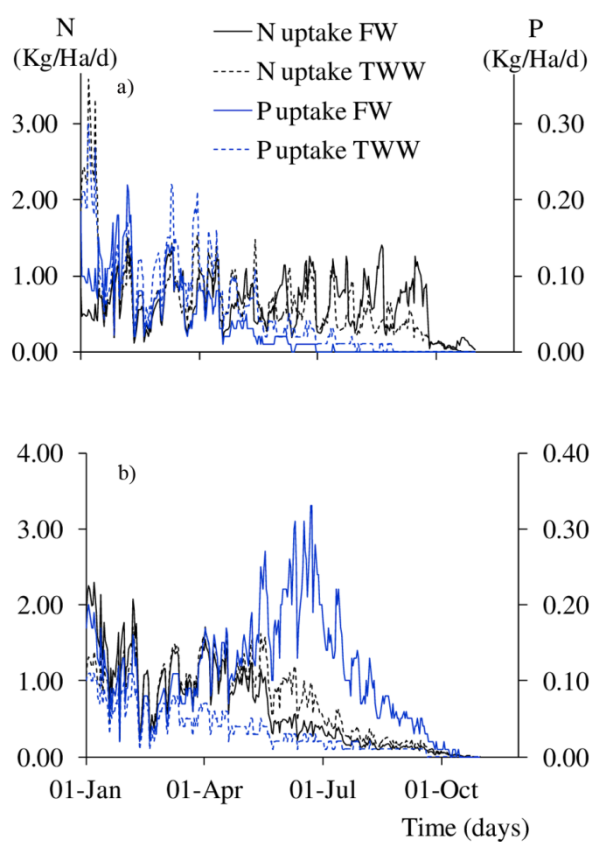 N
(Kg/Ha/d)
P
(Kg/Ha/d)
N uptake FW
N uptake TWW
P uptake FW
P uptake TWW
a)
3.00
2.00
1.00
0.00
0.30
0.20
0.10
0.00
b)
4.00
3.00
2.00
1.00
0.00
0.40
0.30
0.20
0.10
0.00
01-Jan 01-Apr 01-Jul 01-Oct
Time (days)